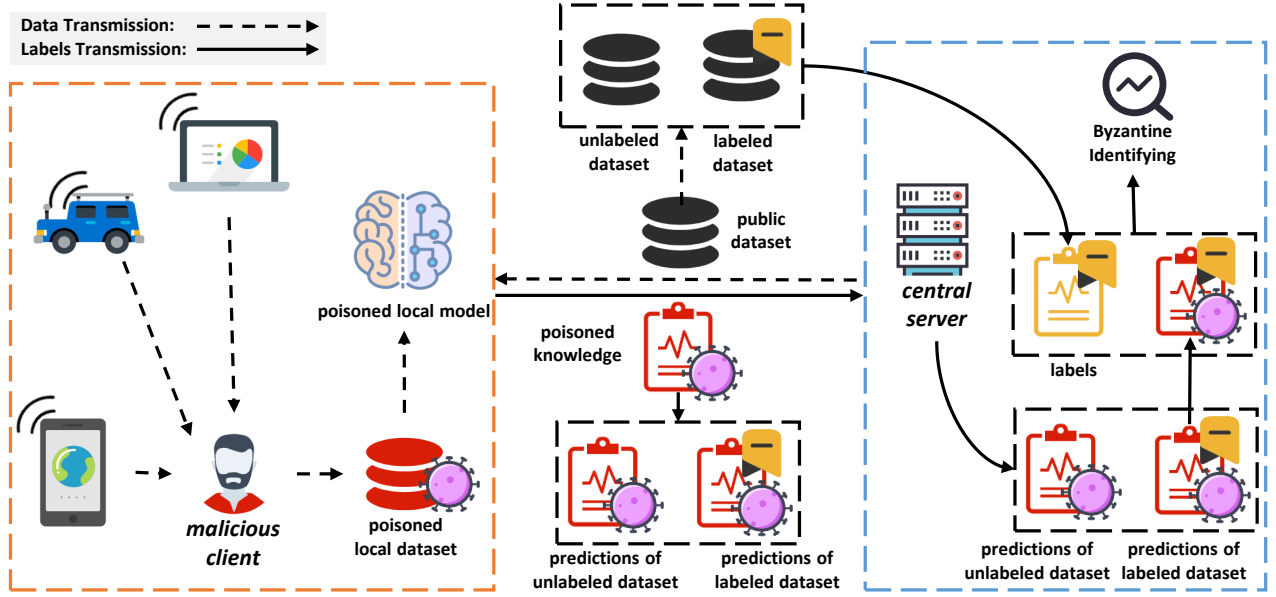 Data Transmission:
Labels Transmission:
poisoned local model
malicious
client
poisoned
local dataset
unlabeled
dataset
labeled
dataset
public
dataset
poisoned
knowledge
predictions of
unlabeled dataset
predictions of
labeled dataset
central
server
Byzantine
Identifying
labels
predictions of
unlabeled dataset
predictions of
labeled dataset